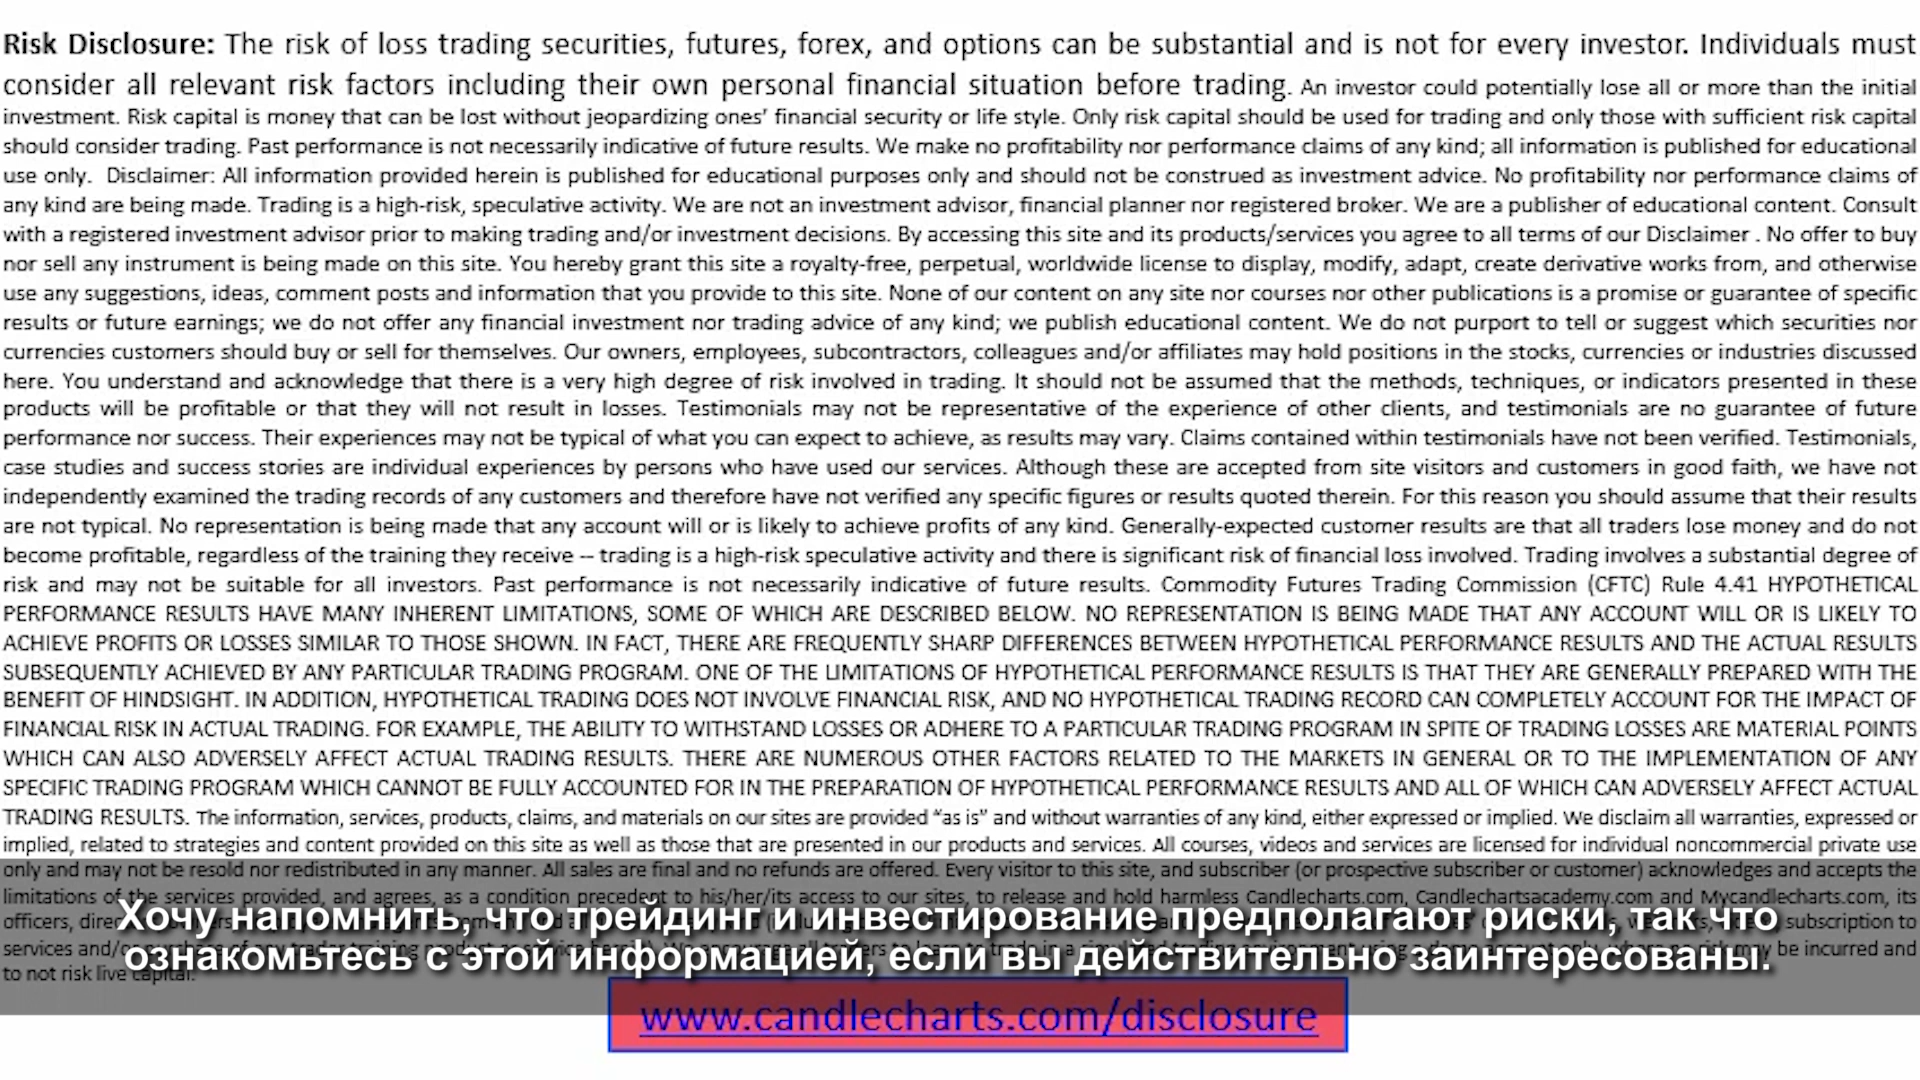 Risk Disclosure: The risk of loss trading securities, futures, forex, and options can be substantial and is not for every investor. Individuals must
consider all relevant risk factors including their own personal financial situation before trading. An investor could potentially lose all or more than the initial
investment. Risk capital is money that can be lost without jeopardizing ones' financial security or life style. Only risk capital should be used for trading and only those with sufficient risk capital
should consider trading. Past performance is not necessarily indicative of future results. We make no profitability nor performance claims of any kind; all information is published for educational
use only. Disclaimer: All information provided herein is published for educational purposes only and should not be construed as investment advice. No profitability nor performance claims of
any kind are being made. Trading is a high-risk, speculative activity. We are not an investment advisor, financial planner nor registered broker. We are a publisher of educational content. Consult
with a registered investment advisor prior to making trading and/or investment decisions. By accessing this site and its products/services you agree to all terms of our Disclaimer . No offer to buy
nor sell any instrument is being made on this site. You hereby grant this site a royalty-free, perpetual, worldwide license to display, modify, adapt, create derivative works from, and otherwise
use any suggestions, ideas, comment posts and information that you provide to this site. None of our content on any site nor courses nor other publications is a promise or guarantee of specific
results or future earnings; we do not offer any financial investment nor trading advice of any kind; we publish educational content. We do not purport to tell or suggest which securities nor
currencies customers should buy or sell for themselves. Our owners, employees, subcontractors, colleagues and/or affiliates may hold positions in the stocks, currencies or industries discussed
here. You understand and acknowledge that there is a very high degree of risk involved in trading. It should not be assumed that the methods, techniques, or indicators presented in these
products will be profitable or that they will not result in losses. Testimonials may not be representative of the experience of other clients, and testimonials are no guarantee of future
performance nor success. Their experiences may not be typical of what you can expect to achieve, as results may vary. Claims contained within testimonials have not been verified. Testimonials,
case studies and success stories are individual experiences by persons who have used our services. Although these are accepted from site visitors and customers in good faith, we have not
independently examined the trading records of any customers and therefore have not verified any specific figures or results quoted therein. For this reason you should assume that their results
are not typical. No representation is being made that any account will or is likely to achieve profits of any kind. Generally-expected customer results are that all traders lose money and do not
become profitable, regardless of the training they receive -- trading is a high-risk speculative activity and there is significant risk of financial loss involved. Trading involves a substantial degree of
risk and may not be suitable for all investors. Past performance is not necessarily indicative of future results. Commodity Futures Trading Commission (CFTC) Rule 4.41 HYPOTHETICAL
PERFORMANCE RESULTS HAVE MANY INHERENT LIMITATIONS, SOME OF WHICH ARE DESCRIBED BELOW. NO REPRESENTATION IS BEING MADE THAT ANY ACCOUNT WILL OR IS LIKELY TO
ACHIEVE PROFITS OR LOSSES SIMILAR TO THOSE SHOWN. IN FACT, THERE ARE FREQUENTLY SHARP DIFFERENCES BETWEEN HYPOTHETICAL PERFORMANCE RESULTS AND THE ACTUAL RESULTS
SUBSEQUENTLY ACHIEVED BY ANY PARTICULAR TRADING PROGRAM. ONE OF THE LIMITATIONS OF HYPOTHETICAL PERFORMANCE RESULTS IS THAT THEY ARE GENERALLY PREPARED WITH THE
BENEFIT OF HINDSIGHT. IN ADDITION, HYPOTHETICAL TRADING DOES NOT INVOLVE FINANCIAL RISK, AND NO HYPOTHETICAL TRADING RECORD CAN COMPLETELY ACCOUNT FOR THE IMPACT OF
FINANCIAL RISK IN ACTUAL TRADING. FOR EXAMPLE, THE ABILITY TO WITHSTAND LOSSES OR ADHERE TO A PARTICULAR TRADING PROGRAM IN SPITE OF TRADING LOSSES ARE MATERIAL POINTS
WHICH CAN ALSO ADVERSELY AFFECT ACTUAL TRADING RESULTS. THERE ARE NUMEROUS OTHER FACTORS RELATED TO THE MARKETS IN GENERAL OR TO THE IMPLEMENTATION OF ANY
SPECIFIC TRADING PROGRAM WHICH CANNOT BE FULLY ACCOUNTED FOR IN THE PREPARATION OF HYPOTHETICAL PERFORMANCE RESULTS AND ALL OF WHICH CAN ADVERSELY AFFECT ACTUAL
TRADING RESULTS. The information, services, products, claims, and materials on our sites are provided "as is" and without warranties of any kind, either expressed or implied. We disclaim all warranties, expressed or
implied, related to strategies and content provided on this site as well as those that are presented in our products and services. All courses, videos and services are licensed for individual noncommercial private use
only and may not be resold nor redistributed in any manner. All sales are final and no refunds are offered. Every visitor to this site, and subscriber (or prospective subscriber or customer) acknowledges and accepts the
limitations of the services provided, and agrees, as a condition precedent to his/her/its access to our sites, to release and hold harmless Candlecharts.com, Candlechartsacademy.com and Mycandlecharts.com, its
officers, subscription to
services and/ be incurred and
to not risk live capital.
Хочу напомнить, что трейдинг и инвестирование предполагают риски, так что
ознакомьтесь с этой информацией, если вы действительно заинтересованы.
www.candlecharts.com/disclosure